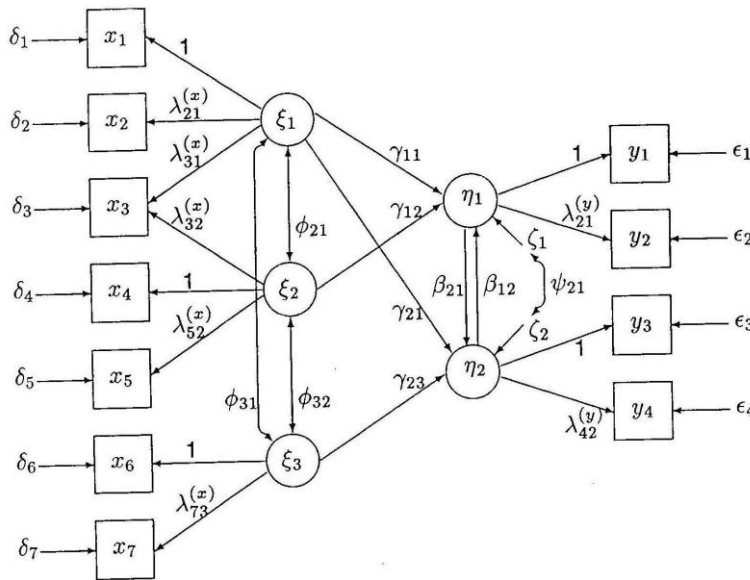 δ₁ x₁ 1
δ₂ x₂ λ₂₁⁽ˣ⁾ ξ₁
λ₃₁⁽ˣ⁾ γ₁₁ 1 y₁ ϵ₁
δ₃ x₃ λ₃₂⁽ˣ⁾ ϕ₂₁ γ₁₂ η₁ λ₂₁⁽ʸ⁾ y₂ ϵ₂
ζ₁
δ₄ x₄ 1 ξ₂ γ₂₁ β₂₁ β₁₂ ψ₂₁
λ₅₂⁽ˣ⁾ ζ₂ 1 y₃ ϵ₃
δ₅ x₅ ϕ₃₁ ϕ₃₂ γ₂₃ η₂
λ₄₂⁽ʸ⁾ y₄ ϵ₄
δ₆ x₆ 1 ξ₃
λ₇₃⁽ˣ⁾
δ₇ x₇